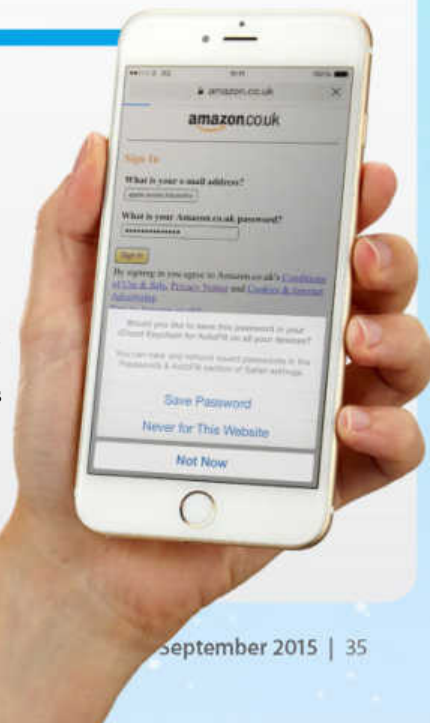 amazon.co.uk
amazon.co.uk
Sign In
What is your e-mail address?
What is your Amazon.co.uk password?
Sign in
By signing in you agree to Amazon.co.uk's Conditions
of Use & Sale, Privacy Notice and Cookies & Internet
Advertising
Would you like to save this password in your
iCloud Keychain for AutoFill on all your devices?
You can view and remove saved passwords in the
Passwords & AutoFill section of Safari settings.
Save Password
Never for This Website
Not Now
September 2015 | 35